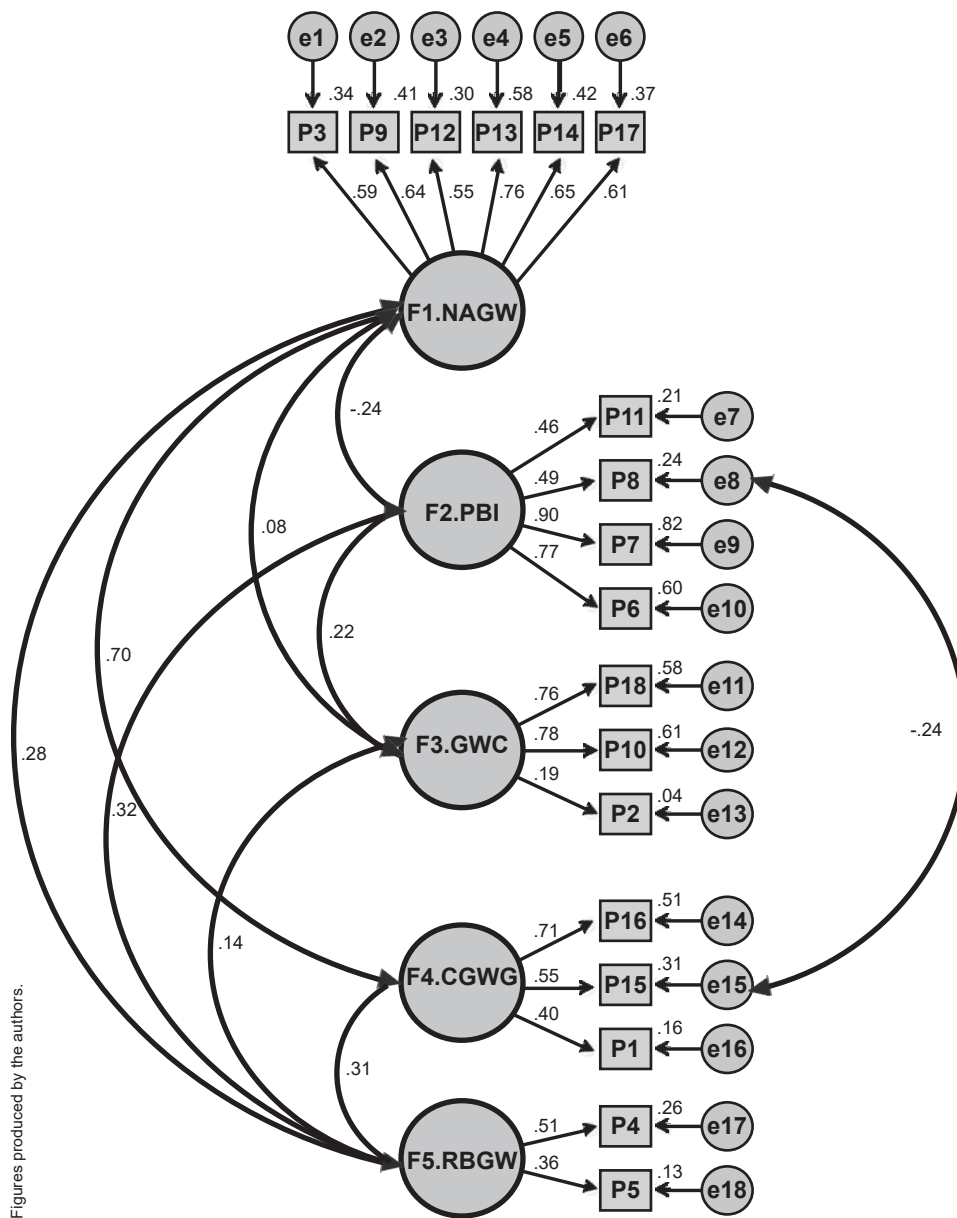 e1 e2 e3 e4 e5 e6
.34 .41 .30 .58 .42 .37
P3 P9 P12 P13 P14 P17
.59 .64 .55 .76 .65 .61
F1.NAGW
-.24
.21
P11 e7
.46
.24
.49 P8 e8
F2.PBI
.90 .82
P7 e9
.08
.77
.60
P6 e10
.22
.70
.58
.76 P18 e11
-.24
F3.GWC .78 .61
P10 e12
.28
.19
.04
P2 e13
.32
.51
.71 P16 e14
.14
F4.CGWG .55 .31
P15 e15
.40
.16
P1 e16
.31
.51 .26
P4 e17
F5.RBGW .36 .13
P5 e18
Figures produced by the authors.